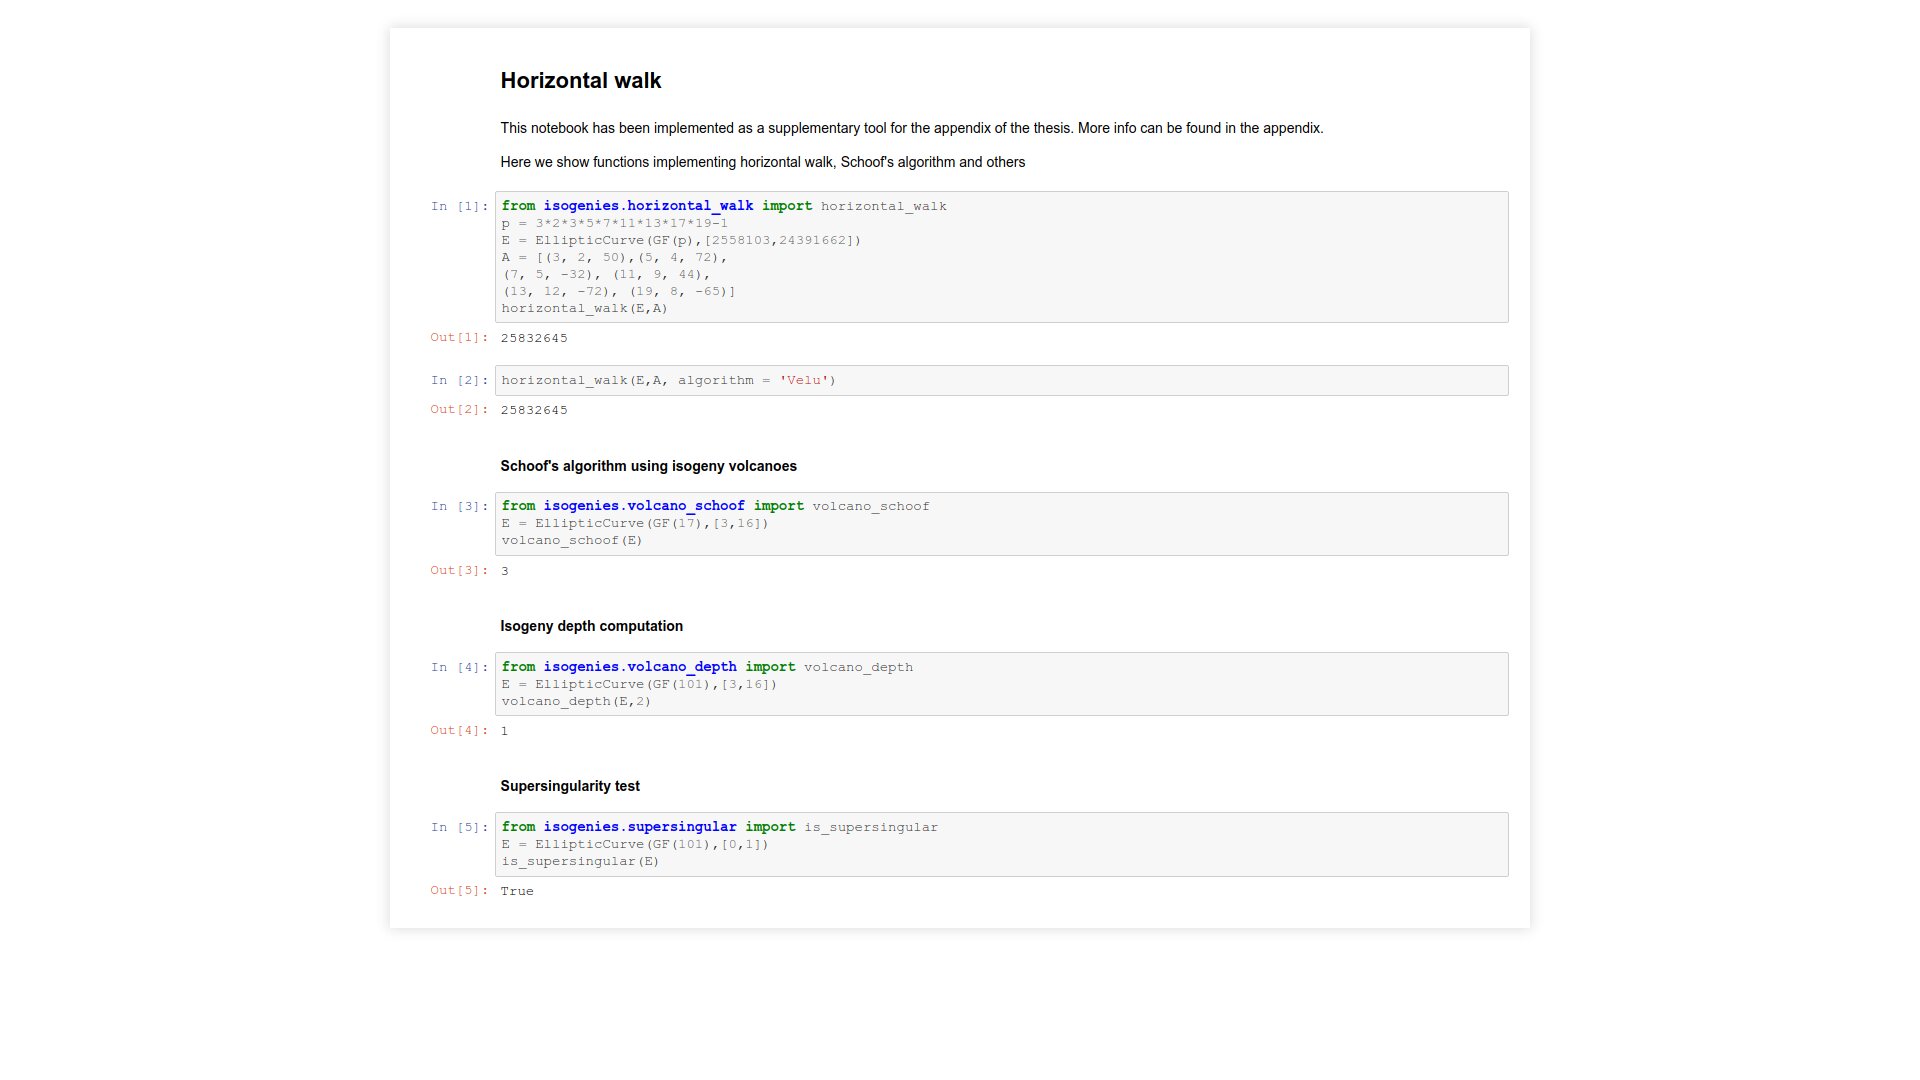 Horizontal walk
This notebook has been implemented as a supplementary tool for the appendix of the thesis. More info can be found in the appendix.
Here we show functions implementing horizontal walk, Schoof's algorithm and others
In [1]: from isogenies.horizontal_walk import horizontal_walk
p = 3*2*3*5*7*11*13*17*19-1
E = EllipticCurve(GF(p),[2558103,24391662])
A = [(3, 2, 50),(5, 4, 72),
(7, 5, -32), (11, 9, 44),
(13, 12, -72), (19, 8, -65)]
horizontal_walk(E,A)
Out[1]: 25832645
In [2]: horizontal_walk(E,A, algorithm = 'Velu')
Out[2]: 25832645
Schoof's algorithm using isogeny volcanoes
In [3]: from isogenies.volcano_schoof import volcano_schoof
E = EllipticCurve(GF(17),[3,16])
volcano_schoof(E)
Out[3]: 3
Isogeny depth computation
In [4]: from isogenies.volcano_depth import volcano_depth
E = EllipticCurve(GF(101),[3,16])
volcano_depth(E,2)
Out[4]: 1
Supersingularity test
In [5]: from isogenies.supersingular import is_supersingular
E = EllipticCurve(GF(101),[0,1])
is_supersingular(E)
Out[5]: True